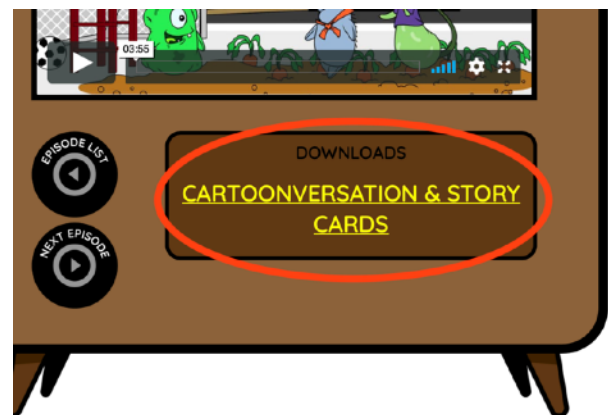 03:55
EPISODE LIST
DOWNLOADS
CARTOONVERSATION & STORY
CARDS
NEXT EPISODE